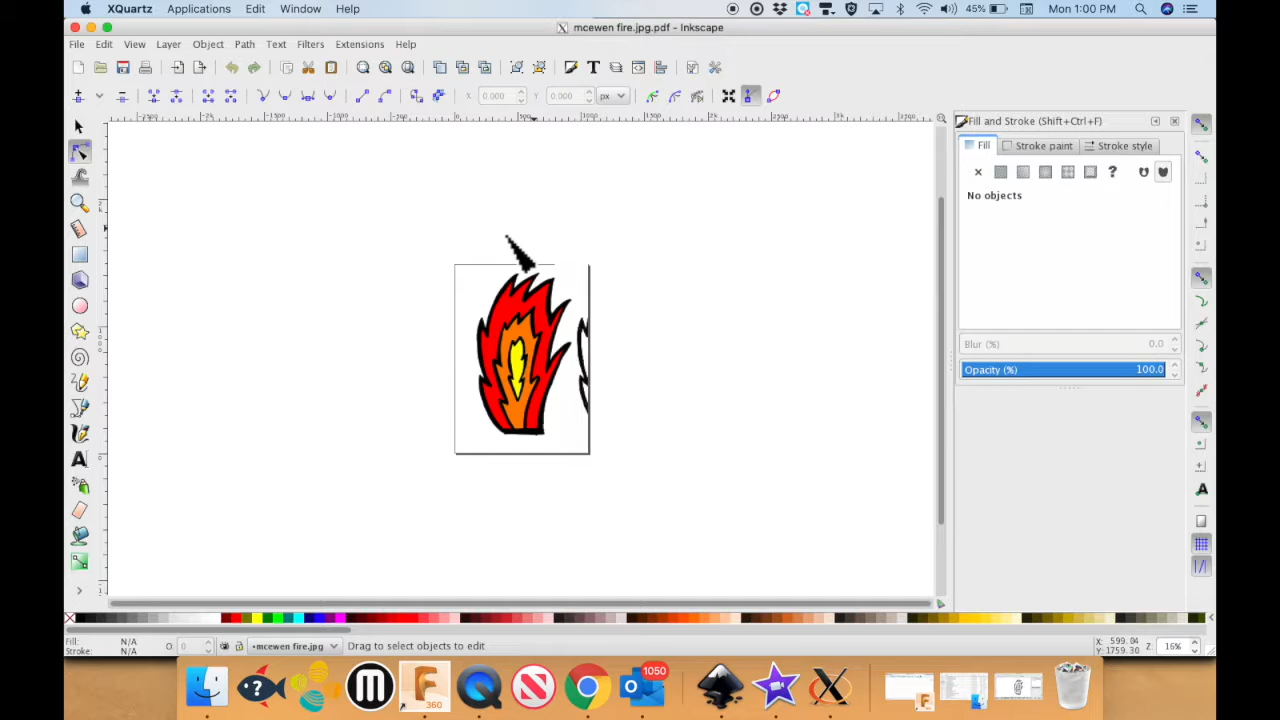 XQuartz Applications Edit Window Help 45% Mon 1:00 PM
mcewen fire.jpg.pdf - Inkscape
File Edit View Layer Object Path Text Filters Extensions Help
X 0.000 Y 0.000 px
Fill and Stroke (Shift+Ctrl+F)
Fill Stroke paint Stroke style
No objects
Blur (%) 0.0
Opacity (%) 100.0
Fill: N/A
Stroke: N/A
O: 0
•mcewen fire.jpg
Drag to select objects to edit
X: 599.04
Y: 1759.30
Z: 16%
360
1050